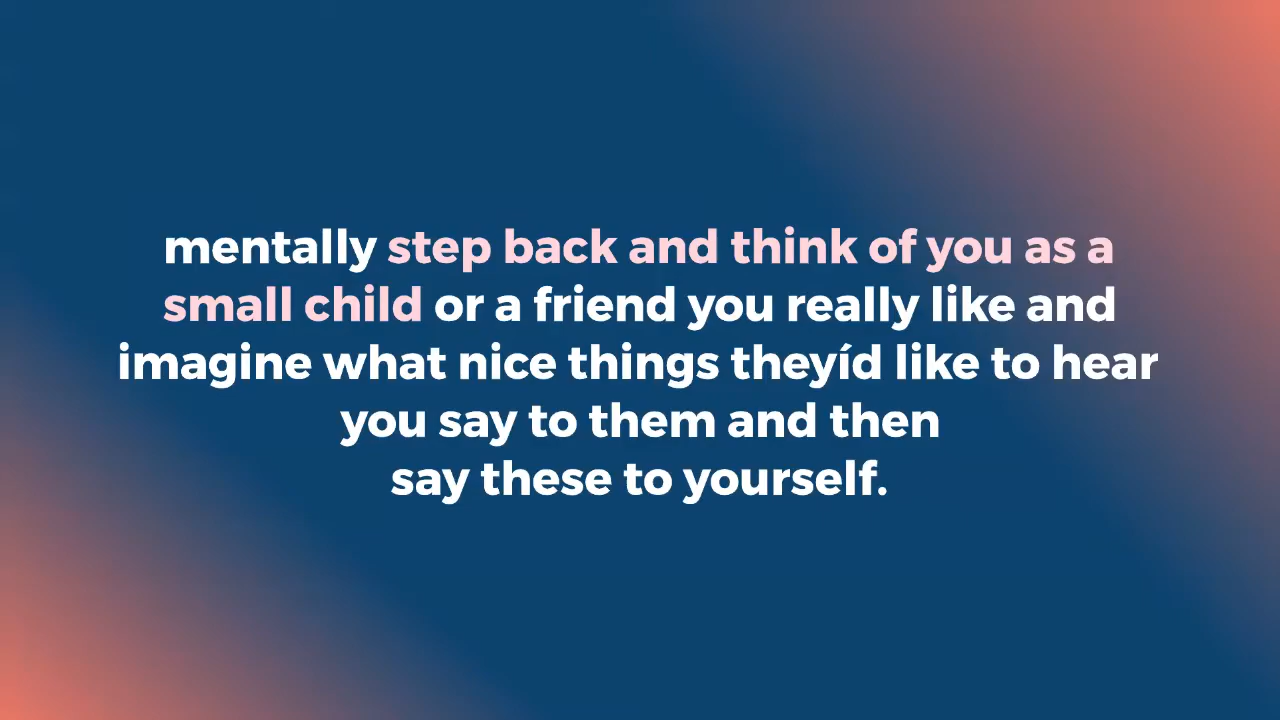 mentally step back and think of you as a
small child or a friend you really like and
imagine what nice things theyíd like to hear
you say to them and then
say these to yourself.